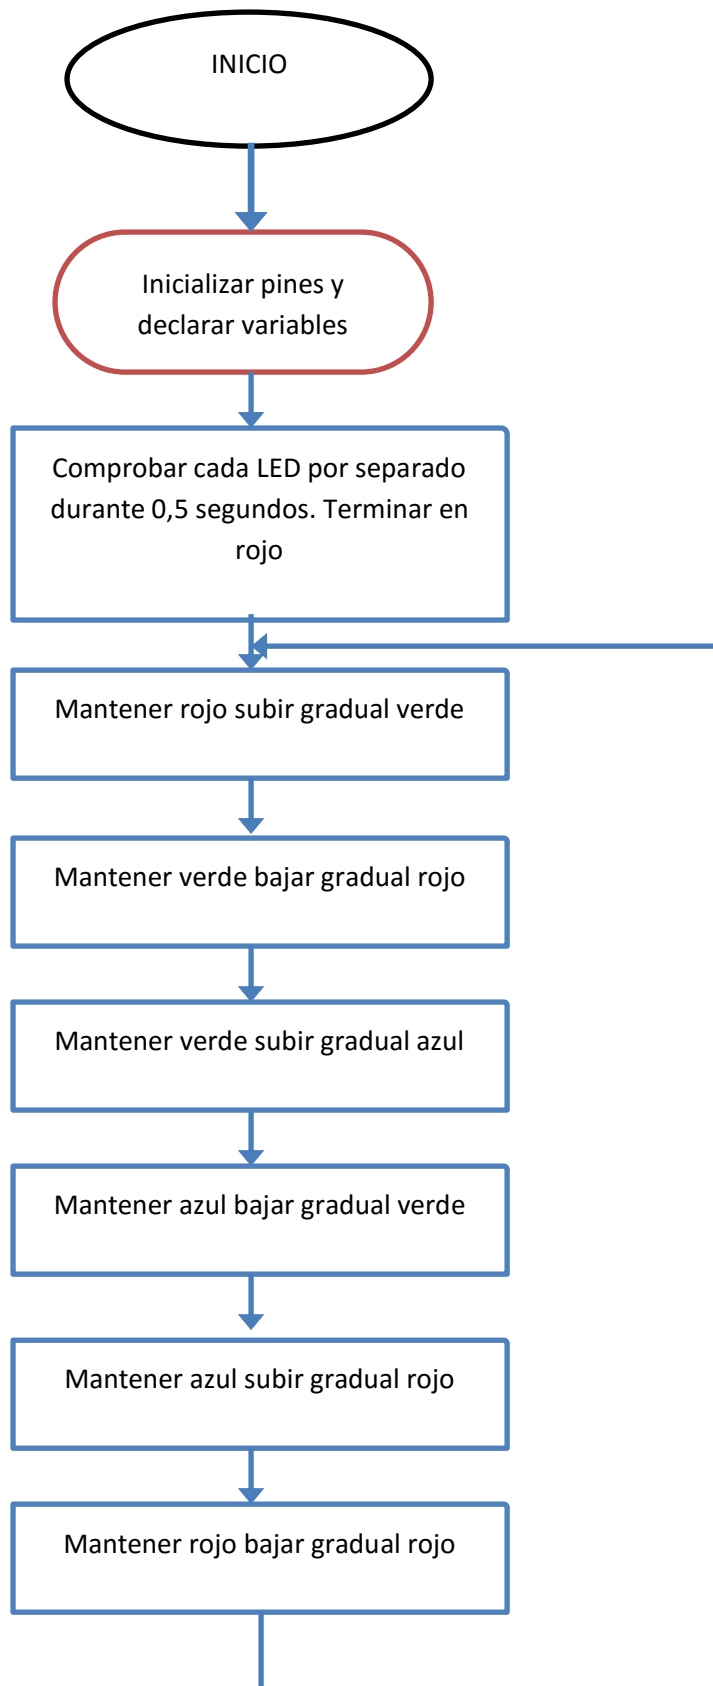 INICIO
Inicializar pines y
declarar variables
Comprobar cada LED por separado
durante 0,5 segundos. Terminar en
rojo
Mantener rojo subir gradual verde
Mantener verde bajar gradual rojo
Mantener verde subir gradual azul
Mantener azul bajar gradual verde
Mantener azul subir gradual rojo
Mantener rojo bajar gradual rojo